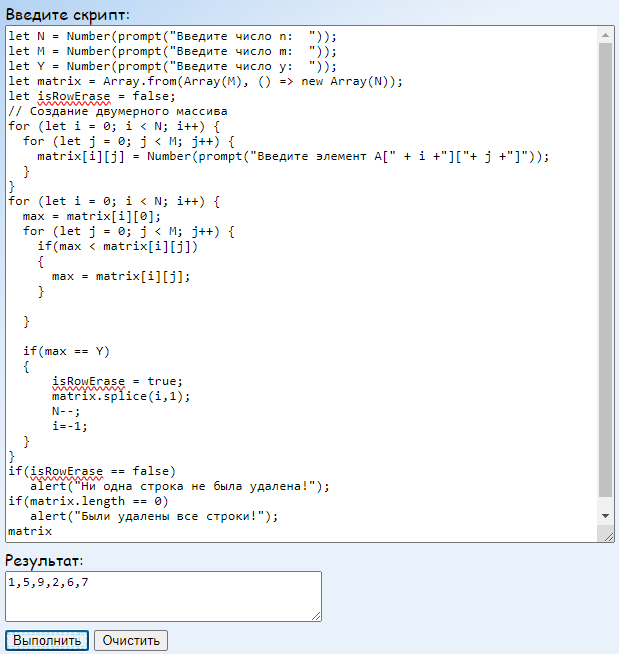 Введите скрипт:
let N = Number(prompt("Введите число n:  "));
let M = Number(prompt("Введите число m:  "));
let Y = Number(prompt("Введите число y:  "));
let matrix = Array.from(Array(M), () => new Array(N));
let isRowErase = false;
// Создание двумерного массива
for (let i = 0; i < N; i++) {
  for (let j = 0; j < M; j++) {
    matrix[i][j] = Number(prompt("Введите элемент A[" + i +"]["+ j +"]"));
  }
}
for (let i = 0; i < N; i++) {
  max = matrix[i][0];
  for (let j = 0; j < M; j++) {
    if(max < matrix[i][j])
    {
      max = matrix[i][j];
    }

  }

  if(max == Y)
  {
      isRowErase = true;
      matrix.splice(i,1);
      N--;
      i=-1;
  }
}
if(isRowErase == false)
   alert("Ни одна строка не была удалена!");
if(matrix.length == 0)
   alert("Были удалены все строки!");
matrix
Результат:
1,5,9,2,6,7
Выполнить Очистить